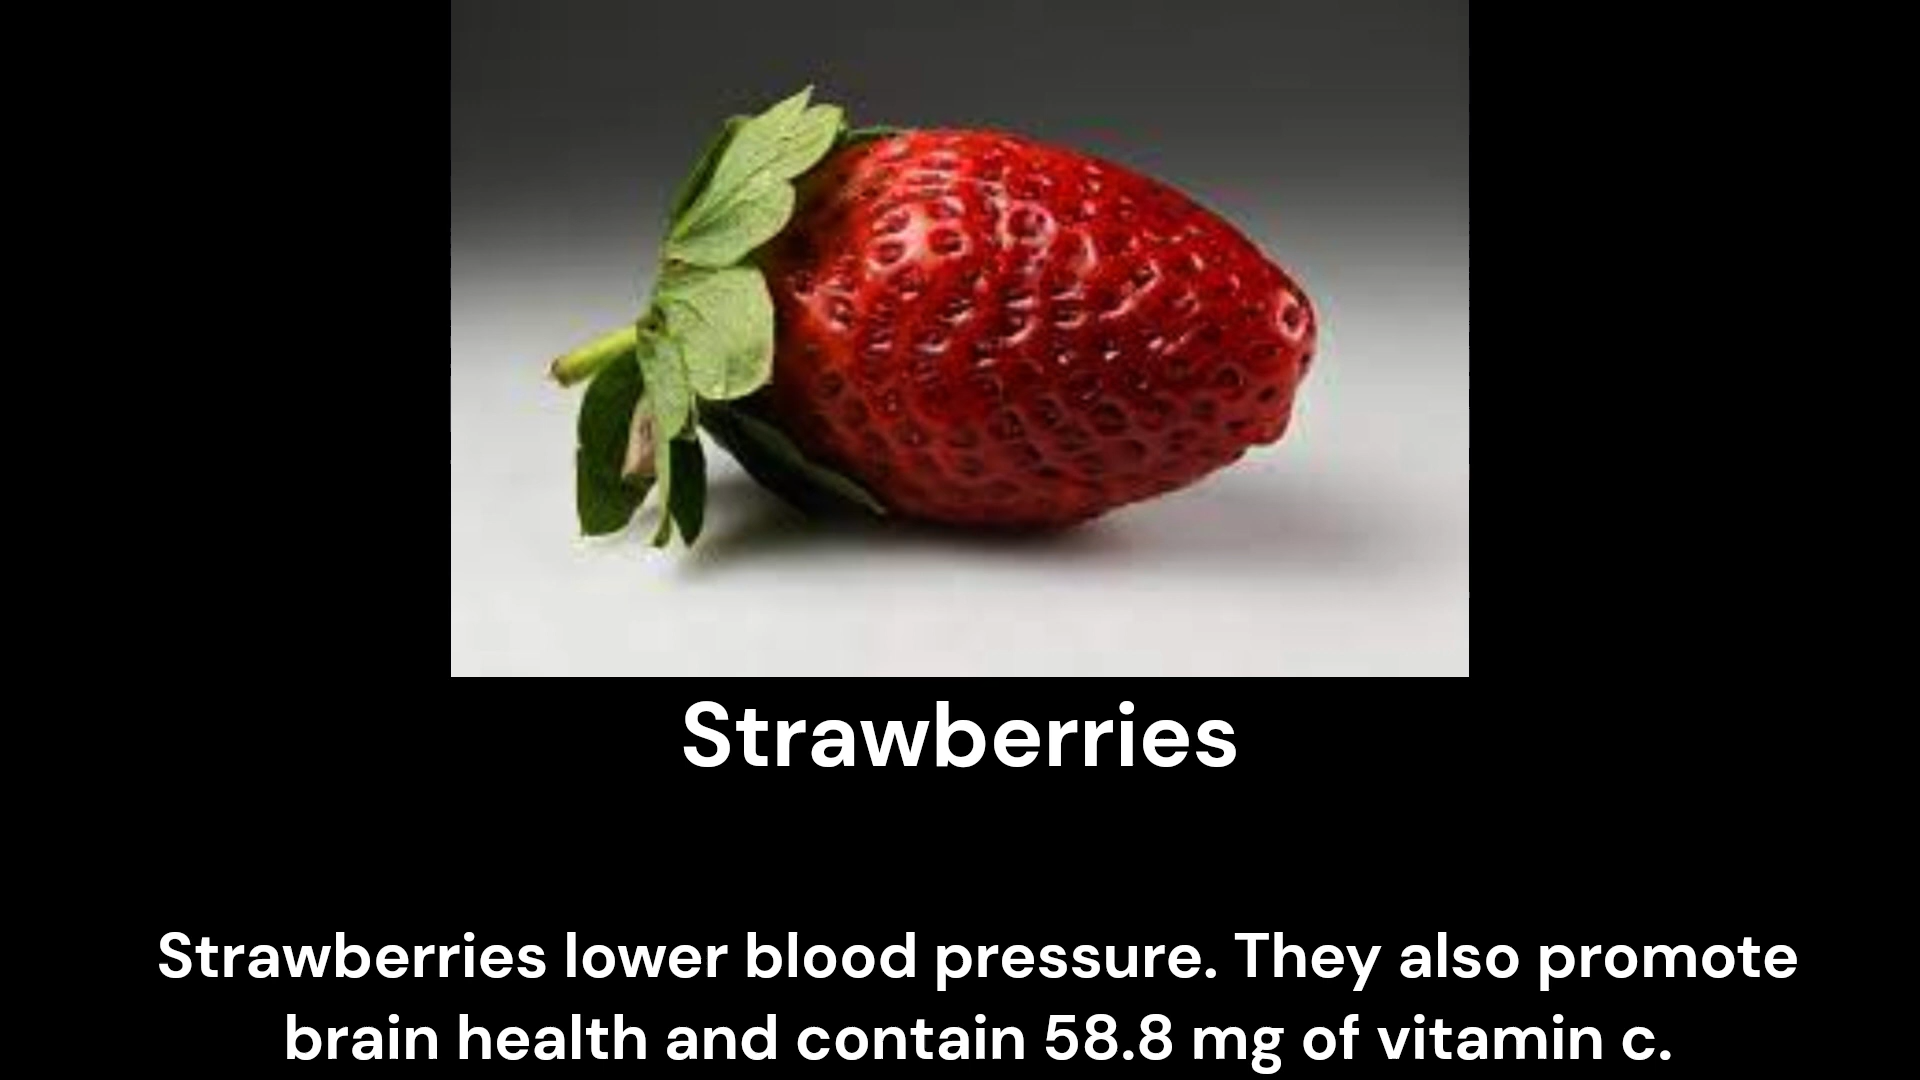 Strawberries
Strawberries lower blood pressure. They also promote
brain health and contain 58.8 mg of vitamin c.